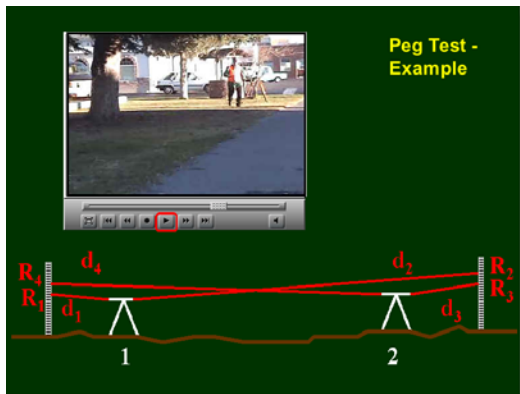 Peg Test -
Example
R₄ d₄ d₂ R₂
R₁ d₁ d₃ R₃
1 2